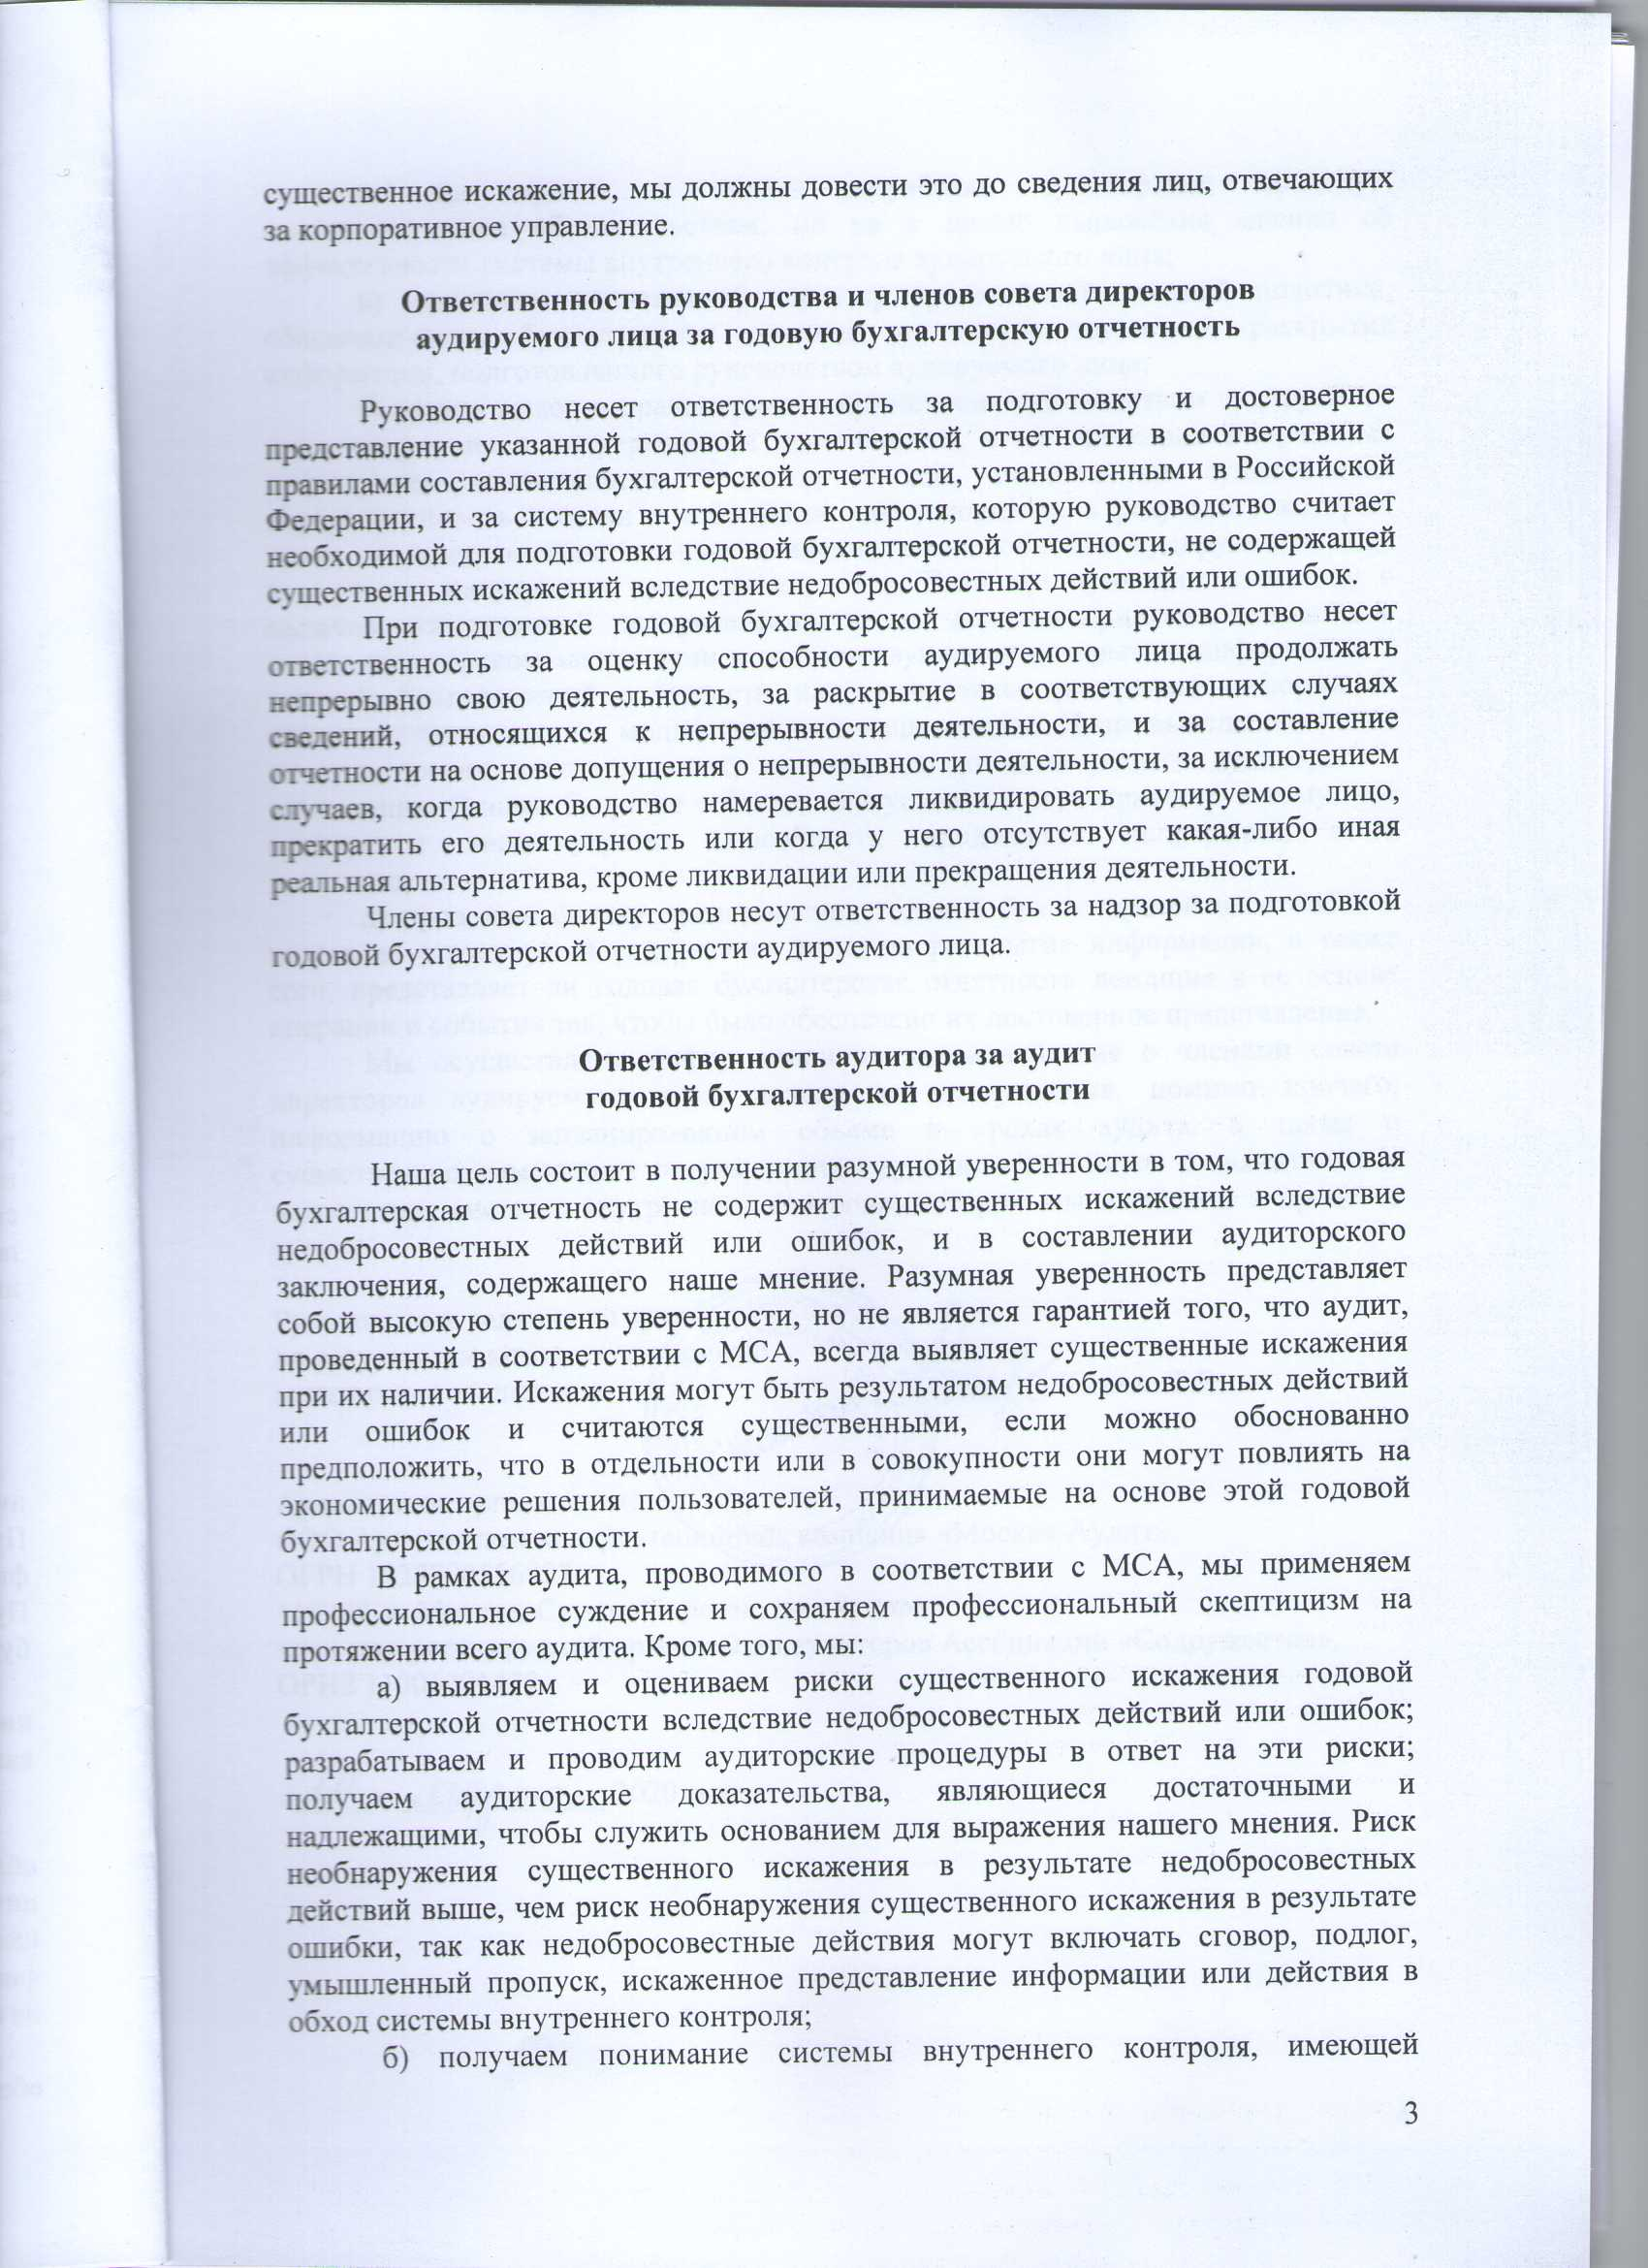 существенное искажение, мы должны довести это до сведения лиц, отвечающих
за корпоративное управление.
Ответственность руководства и членов совета директоров
аудируемого лица за годовую бухгалтерскую отчетность
Руководство несет ответственность за подготовку и достоверное
представление указанной годовой бухгалтерской отчетности в соответствии с
правилами составления бухгалтерской отчетности, установленными в Российской
Федерации, и за систему внутреннего контроля, которую руководство считает
необходимой для подготовки годовой бухгалтерской отчетности, не содержащей
существенных искажений вследствие недобросовестных действий или ошибок.
При подготовке годовой бухгалтерской отчетности руководство несет
ответственность за оценку способности аудируемого лица продолжать
непрерывно свою деятельность, за раскрытие в соответствующих случаях
сведений, относящихся к непрерывности деятельности, и за составление
отчетности на основе допущения о непрерывности деятельности, за исключением
случаев, когда руководство намеревается ликвидировать аудируемое лицо,
прекратить его деятельность или когда у него отсутствует какая-либо иная
реальная альтернатива, кроме ликвидации или прекращения деятельности.
Члены совета директоров несут ответственность за надзор за подготовкой
годовой бухгалтерской отчетности аудируемого лица.
Ответственность аудитора за аудит
годовой бухгалтерской отчетности
Наша цель состоит в получении разумной уверенности в том, что годовая
бухгалтерская отчетность не содержит существенных искажений вследствие
недобросовестных действий или ошибок, и в составлении аудиторского
заключения, содержащего наше мнение. Разумная уверенность представляет
собой высокую степень уверенности, но не является гарантией того, что аудит,
проведенный в соответствии с МСА, всегда выявляет существенные искажения
при их наличии. Искажения могут быть результатом недобросовестных действий
или ошибок и считаются существенными, если можно обоснованно
предположить, что в отдельности или в совокупности они могут повлиять на
экономические решения пользователей, принимаемые на основе этой годовой
бухгалтерской отчетности.
В рамках аудита, проводимого в соответствии с МСА, мы применяем
профессиональное суждение и сохраняем профессиональный скептицизм на
протяжении всего аудита. Кроме того, мы:
а) выявляем и оцениваем риски существенного искажения годовой
бухгалтерской отчетности вследствие недобросовестных действий или ошибок;
разрабатываем и проводим аудиторские процедуры в ответ на эти риски;
получаем аудиторские доказательства, являющиеся достаточными и
надлежащими, чтобы служить основанием для выражения нашего мнения. Риск
необнаружения существенного искажения в результате недобросовестных
действий выше, чем риск необнаружения существенного искажения в результате
ошибки, так как недобросовестные действия могут включать сговор, подлог,
умышленный пропуск, искаженное представление информации или действия в
обход системы внутреннего контроля;
б) получаем понимание системы внутреннего контроля, имеющей
3